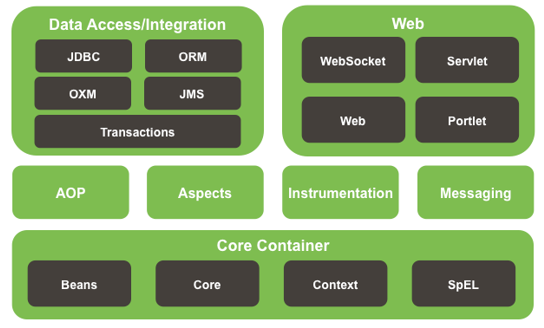 Data Access/Integration
JDBC
ORM
OXM
JMS
Transactions
Web
WebSocket
Servlet
Web
Portlet
AOP
Aspects
Instrumentation
Messaging
Core Container
Beans
Core
Context
SpEL